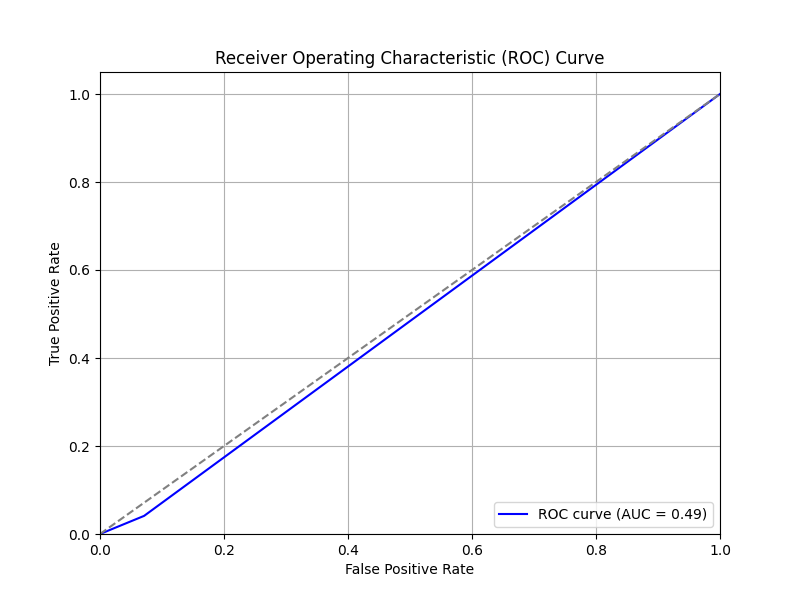 Receiver Operating Characteristic (ROC) Curve
True Positive Rate
1.0
0.8
0.6
0.4
0.2
0.0
ROC curve (AUC = 0.49)
0.0 0.2 0.4 0.6 0.8 1.0
False Positive Rate